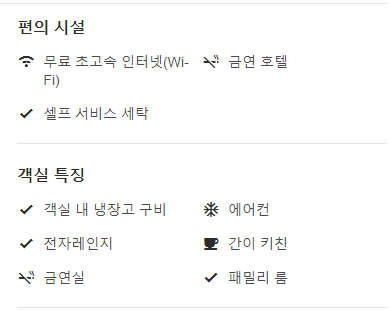 편의 시설
무료 초고속 인터넷(Wi-
Fi)
금연 호텔
셀프 서비스 세탁
객실 특징
객실 내 냉장고 구비
에어컨
전자레인지
간이 키친
금연실
패밀리 룸